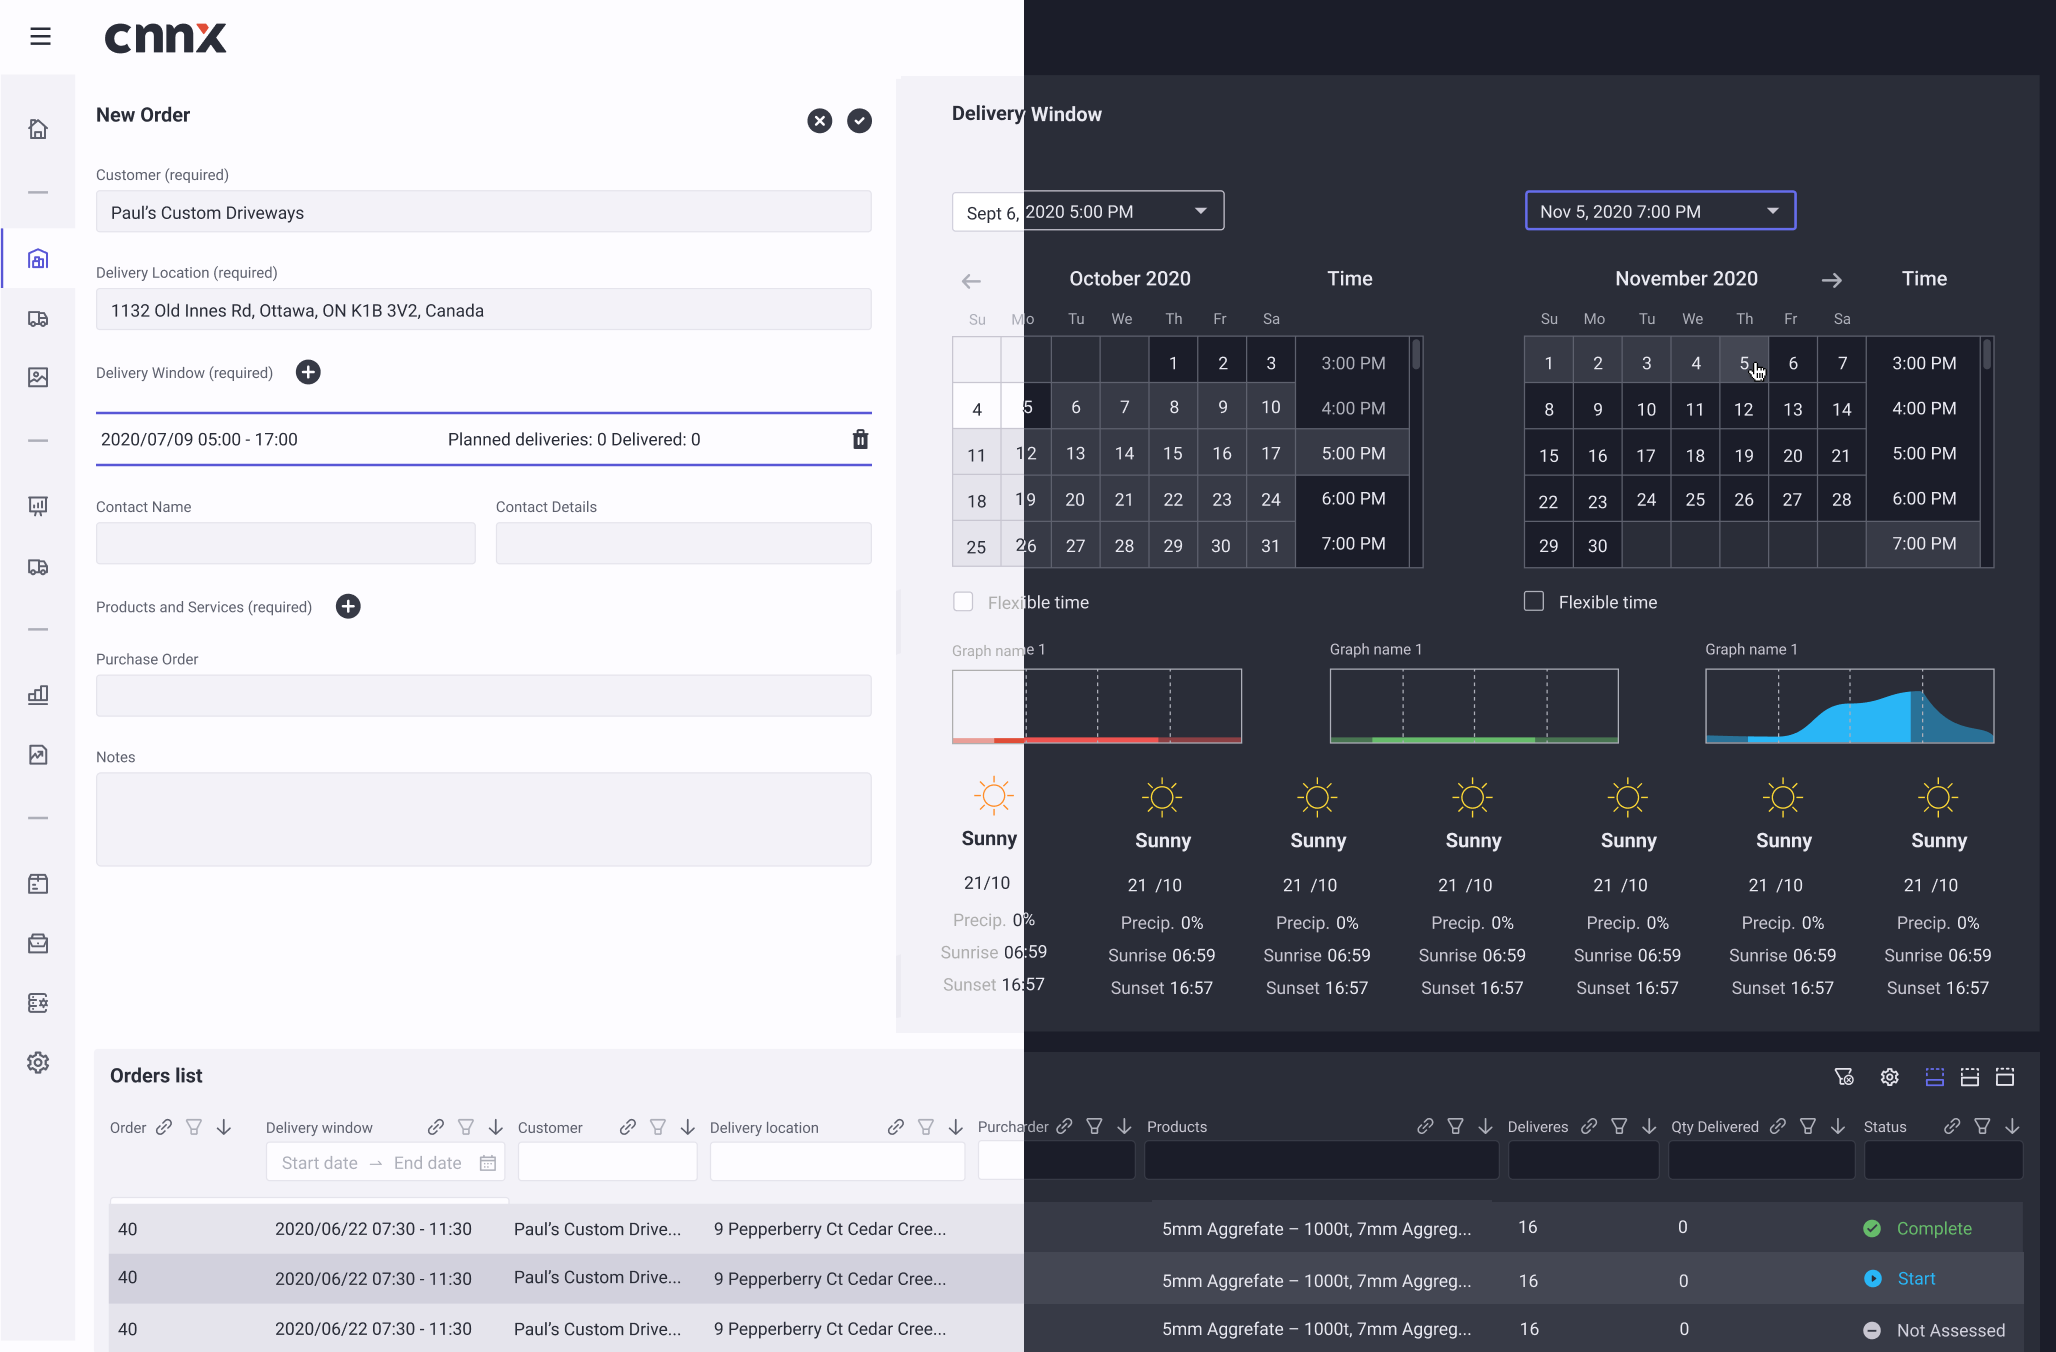 cnnx
New Order
Customer (required)
Paul's Custom Driveways
Delivery Location (required)
1132 Old Innes Rd, Ottawa, ON K1B 3V2, Canada
Delivery Window (required)
2020/07/09 05:00 - 17:00 Planned deliveries: 0 Delivered: 0
Contact Name Contact Details
Products and Services (required)
Purchase Order
Notes
Delivery Window
Sept 6, 2020 5:00 PM Nov 5, 2020 7:00 PM
October 2020 Time
Su Mo Tu We Th Fr Sa
1 2 3 3:00 PM
4 5 6 7 8 9 10 4:00 PM
11 12 13 14 15 16 17 5:00 PM
18 19 20 21 22 23 24 6:00 PM
25 26 27 28 29 30 31 7:00 PM
Flexible time
November 2020 Time
Su Mo Tu We Th Fr Sa
1 2 3 4 5 6 7 3:00 PM
8 9 10 11 12 13 14 4:00 PM
15 16 17 18 19 20 21 5:00 PM
22 23 24 25 26 27 28 6:00 PM
29 30 7:00 PM
Flexible time
Graph name 1 Graph name 1 Graph name 1
Sunny Sunny Sunny Sunny Sunny Sunny Sunny
21/10 21 /10 21 /10 21 /10 21 /10 21 /10 21 /10
Precip. 0% Precip. 0% Precip. 0% Precip. 0% Precip. 0% Precip. 0% Precip. 0%
Sunrise 06:59 Sunrise 06:59 Sunrise 06:59 Sunrise 06:59 Sunrise 06:59 Sunrise 06:59 Sunrise 06:59
Sunset 16:57 Sunset 16:57 Sunset 16:57 Sunset 16:57 Sunset 16:57 Sunset 16:57 Sunset 16:57
Orders list
Order Delivery window Customer Delivery location Purcharder Products Deliveres Qty Delivered Status
Start date → End date
40 2020/06/22 07:30 - 11:30 Paul's Custom Drive... 9 Pepperberry Ct Cedar Cree... 5mm Aggrefate – 1000t, 7mm Aggreg... 16 0 Complete
40 2020/06/22 07:30 - 11:30 Paul's Custom Drive... 9 Pepperberry Ct Cedar Cree... 5mm Aggrefate – 1000t, 7mm Aggreg... 16 0 Start
40 2020/06/22 07:30 - 11:30 Paul's Custom Drive... 9 Pepperberry Ct Cedar Cree... 5mm Aggrefate – 1000t, 7mm Aggreg... 16 0 Not Assessed